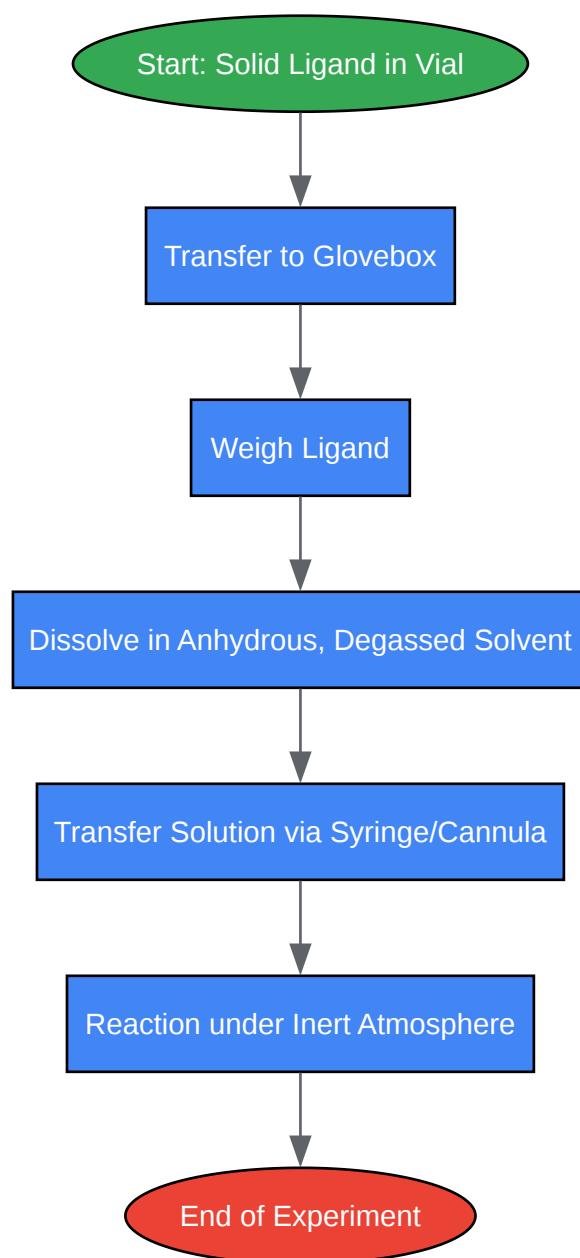 Start: Solid Ligand in Vial
Transfer to Glovebox
Weigh Ligand
Dissolve in Anhydrous, Degassed Solvent
Transfer Solution via Syringe/Cannula
Reaction under Inert Atmosphere
End of Experiment